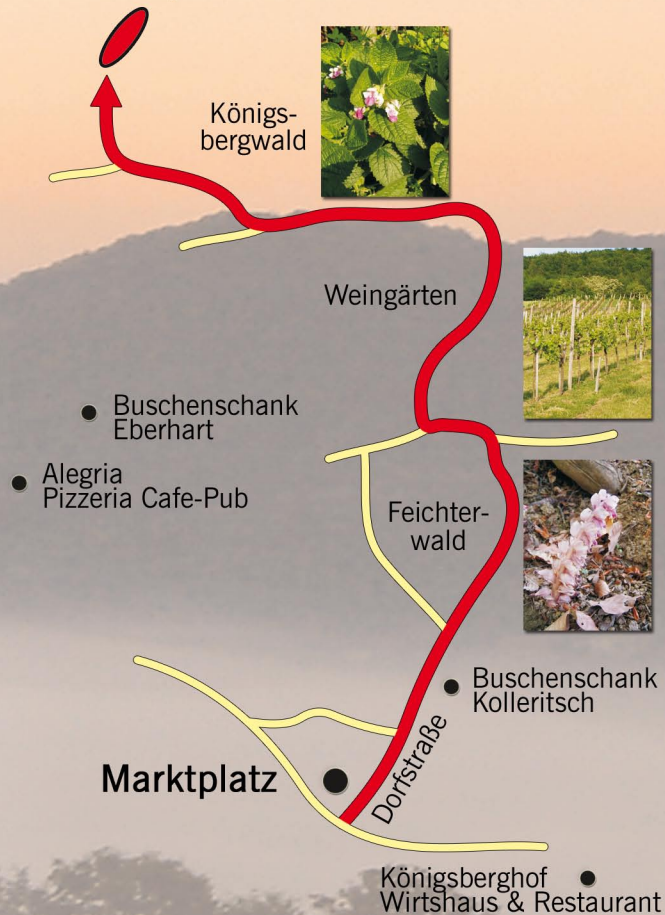 Königs-
bergwald
Weingärten
Buschenschank
Eberhart
Alegria
Pizzeria Cafe-Pub
Feichter-
wald
Buschenschank
Kolleritsch
Dorfstraße
Marktplatz
Königsberghof
Wirtshaus & Restaurant